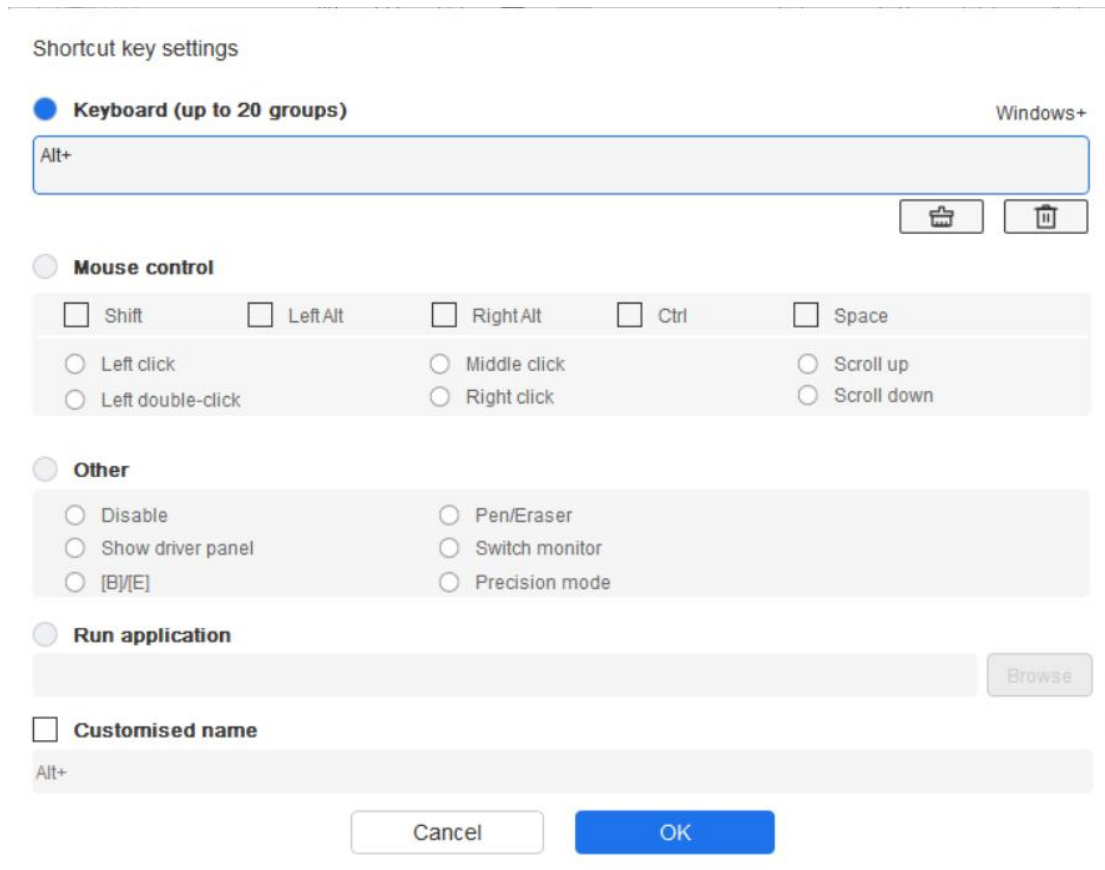 Shortcut key settings
Keyboard (up to 20 groups)
Windows+
Alt+
Mouse control
Shift Left Alt Right Alt Ctrl Space
Left click Middle click Scroll up
Left double-click Right click Scroll down
Other
Disable Pen/Eraser
Show driver panel Switch monitor
[B]/[E] Precision mode
Run application
Browse
Customised name
Alt+
Cancel OK